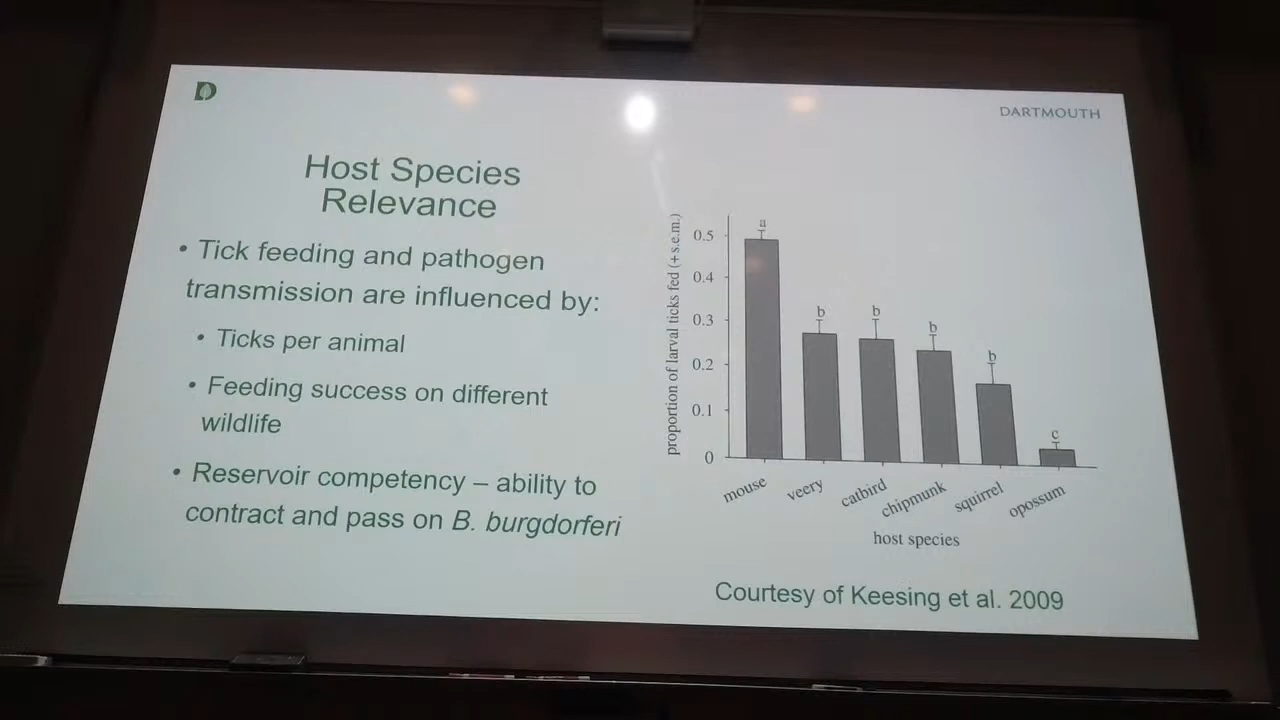 D
DARTMOUTH
Host Species
Relevance
• Tick feeding and pathogen
transmission are influenced by:
• Ticks per animal
• Feeding success on different
wildlife
• Reservoir competency – ability to
contract and pass on B. burgdorferi
proportion of larval ticks fed (+ s.e.m.)
0.5
0.4
0.3
0.2
0.1
0
a
b
b
b
b
c
mouse
veery
catbird
chipmunk
squirrel
opossum
host species
Courtesy of Keesing et al. 2009